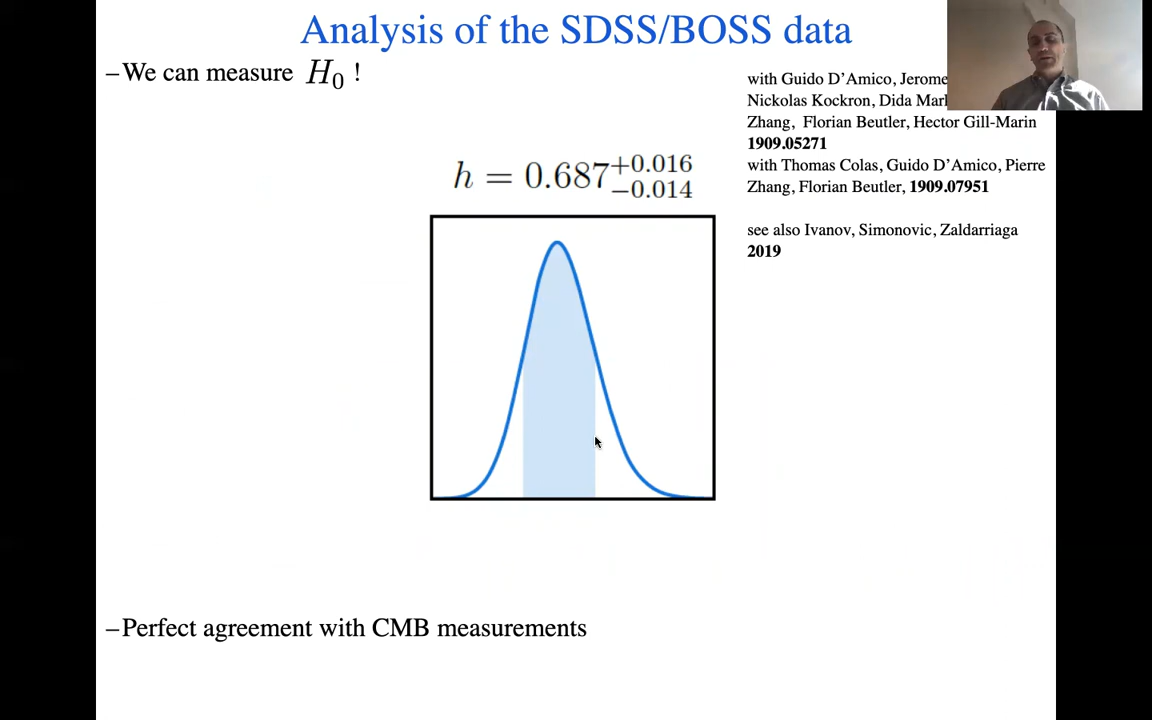 Analysis of the SDSS/BOSS data
–We can measure H₀ !
with Guido D’Amico, Jerome
Nickolas Kockron, Dida
Zhang, Florian Beutler, Hector Gill-Marin
1909.05271
with Thomas Colas, Guido D’Amico, Pierre
Zhang, Florian Beutler, 1909.07951
see also Ivanov, Simonovic, Zaldarriaga
2019
h = 0.687+0.016 −0.014
–Perfect agreement with CMB measurements